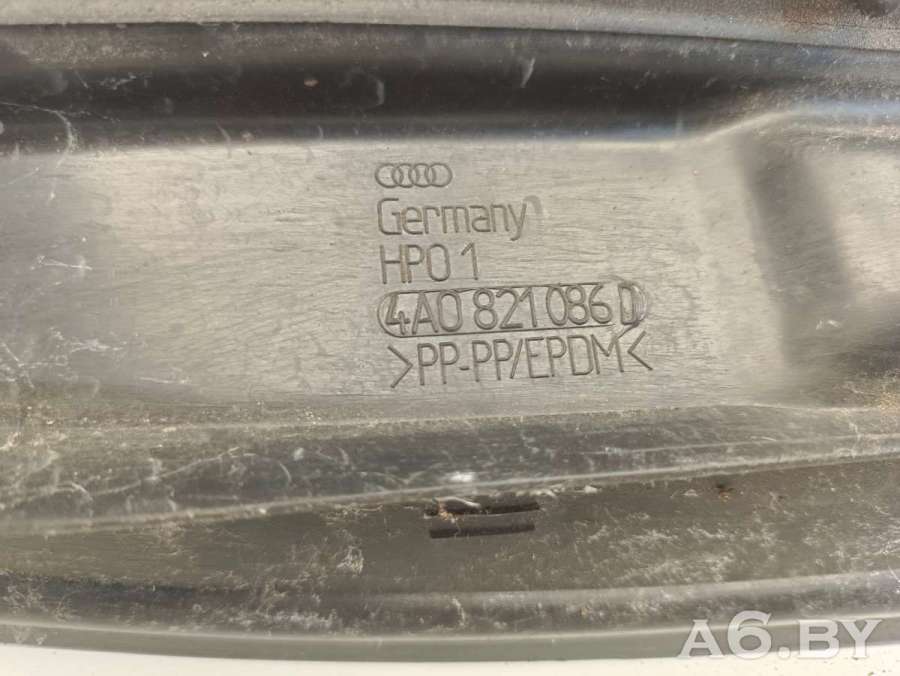 Germany
HPO 1
4A0 821 086 D
>PP-PP/EPDM<
A6.BY